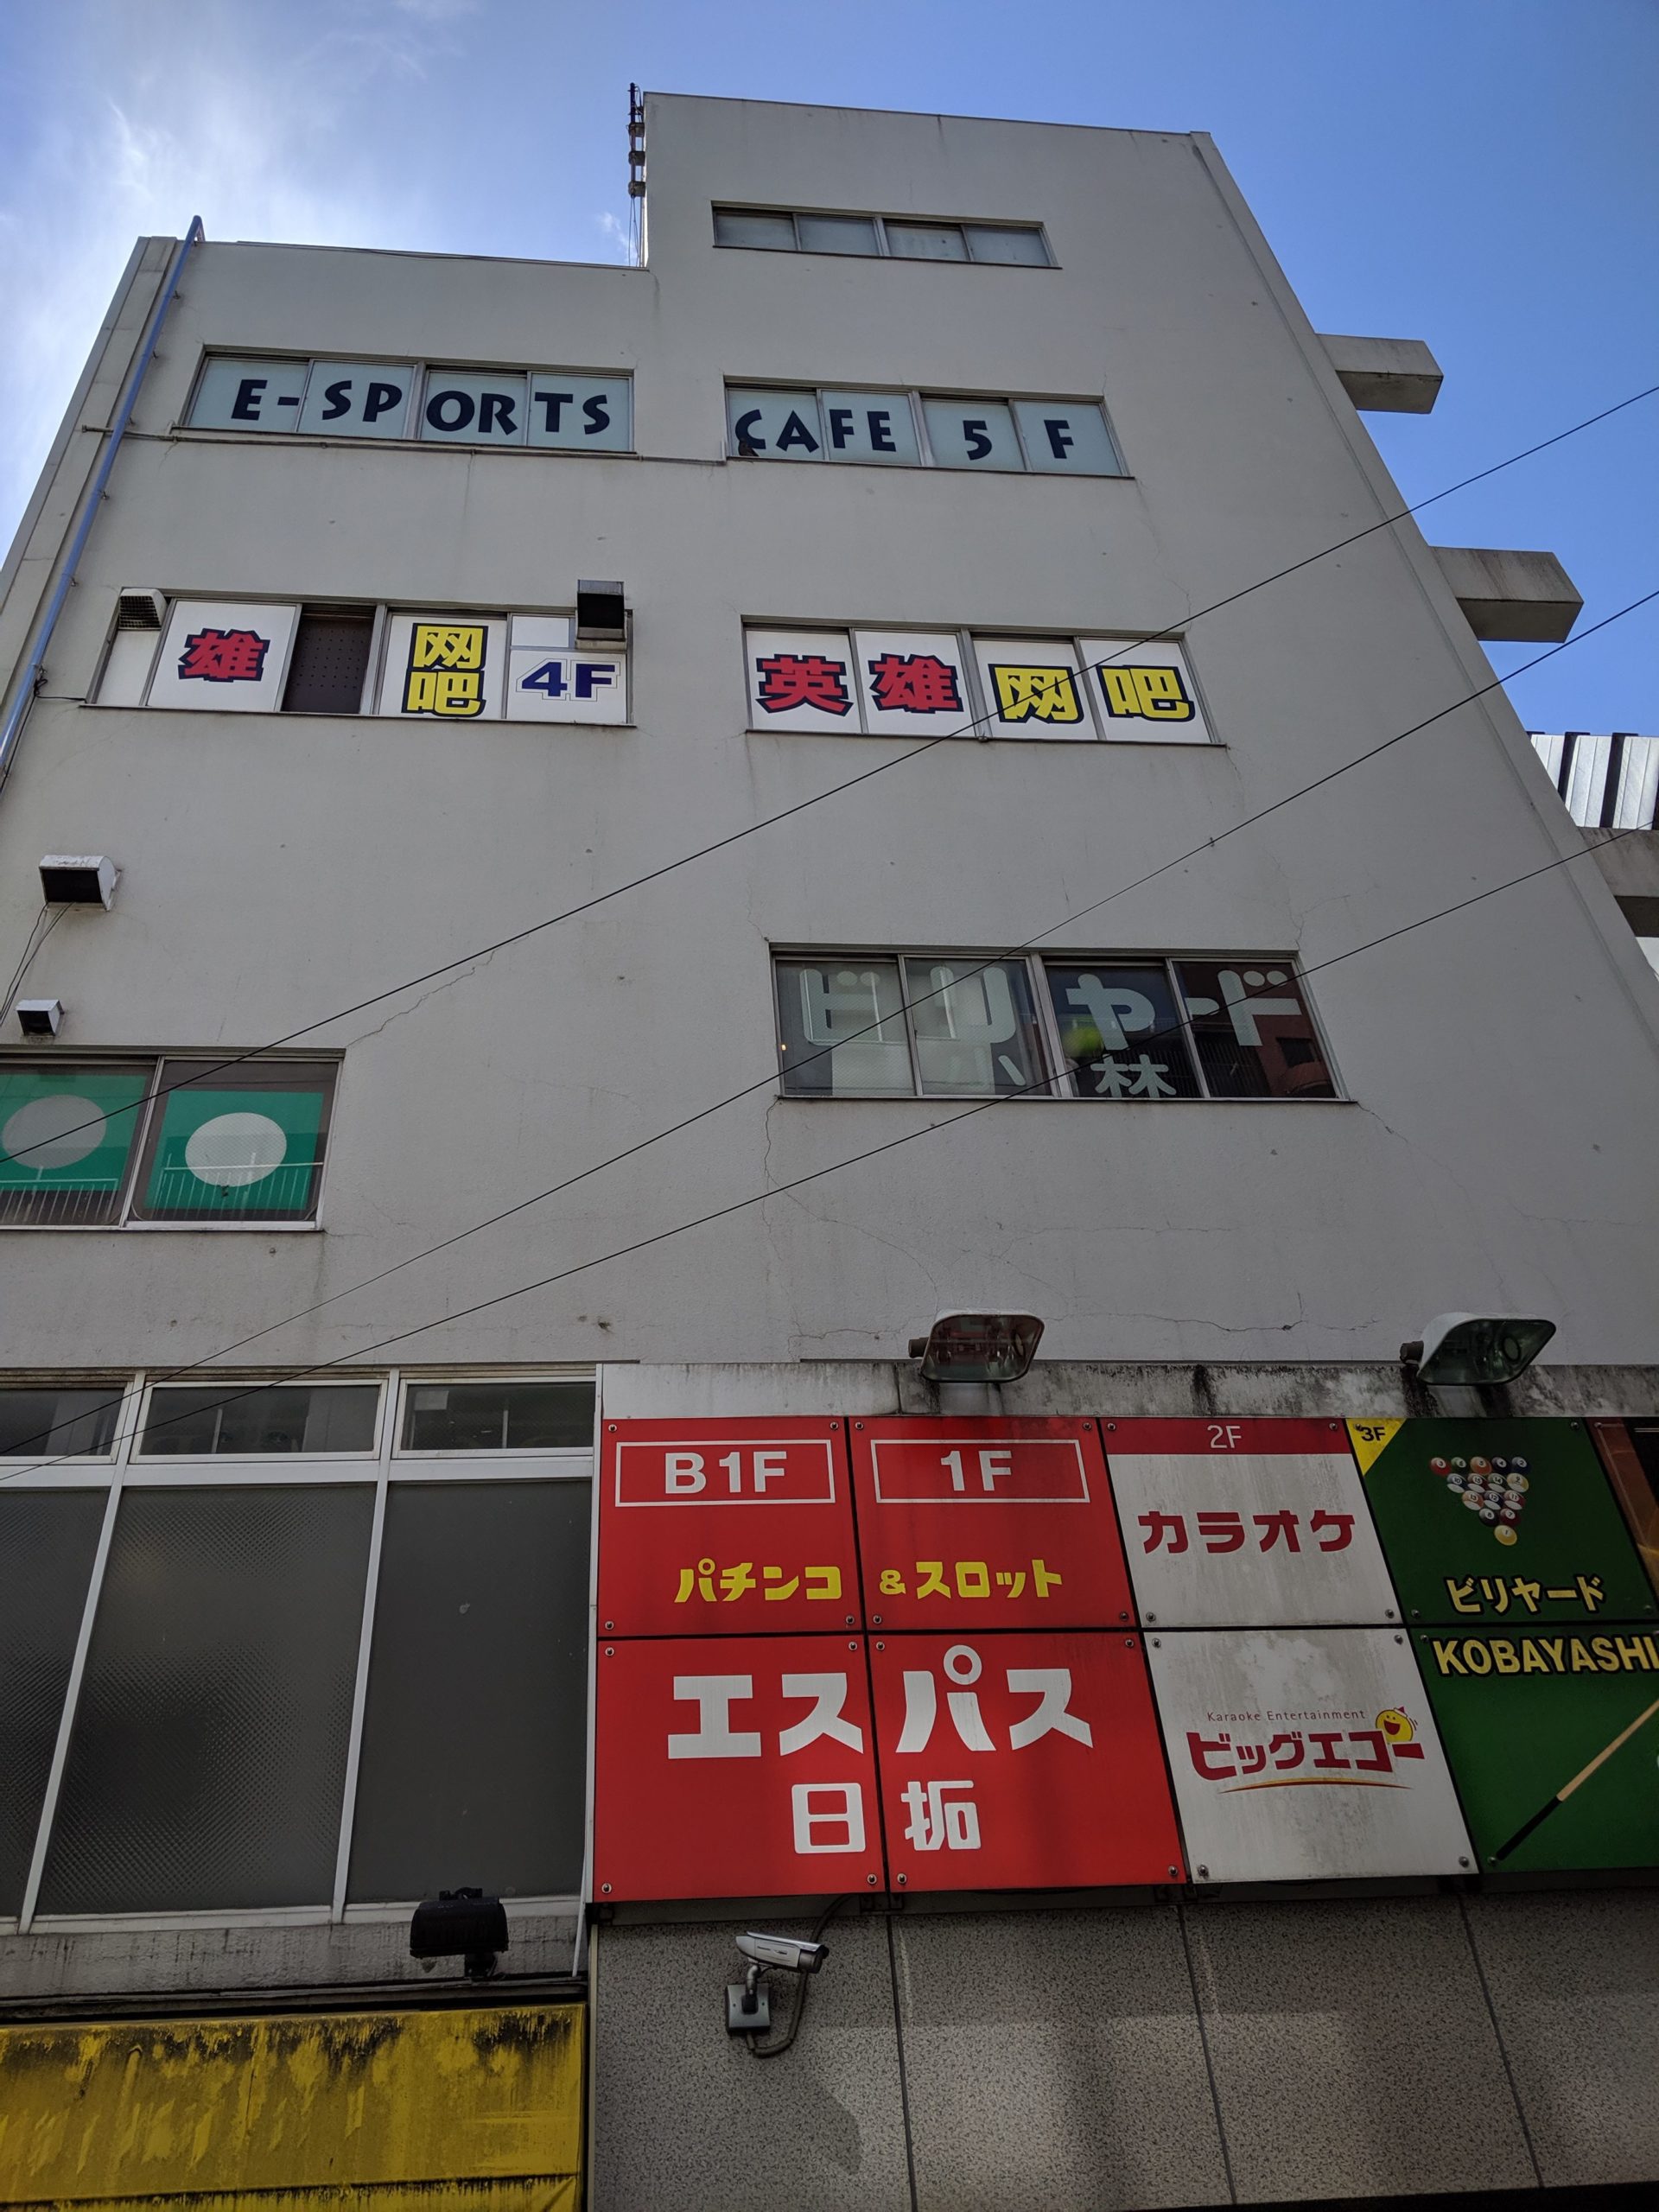 E-SPORTS CAFE 5F
雄 网吧 4F
英雄网吧
ビリヤード
小林
B1F
1F
パチンコ & スロット
エスパス
日拓
2F
カラオケ
Karaoke Entertainment
ビッグエコー
3F
ビリヤード
KOBAYASHI